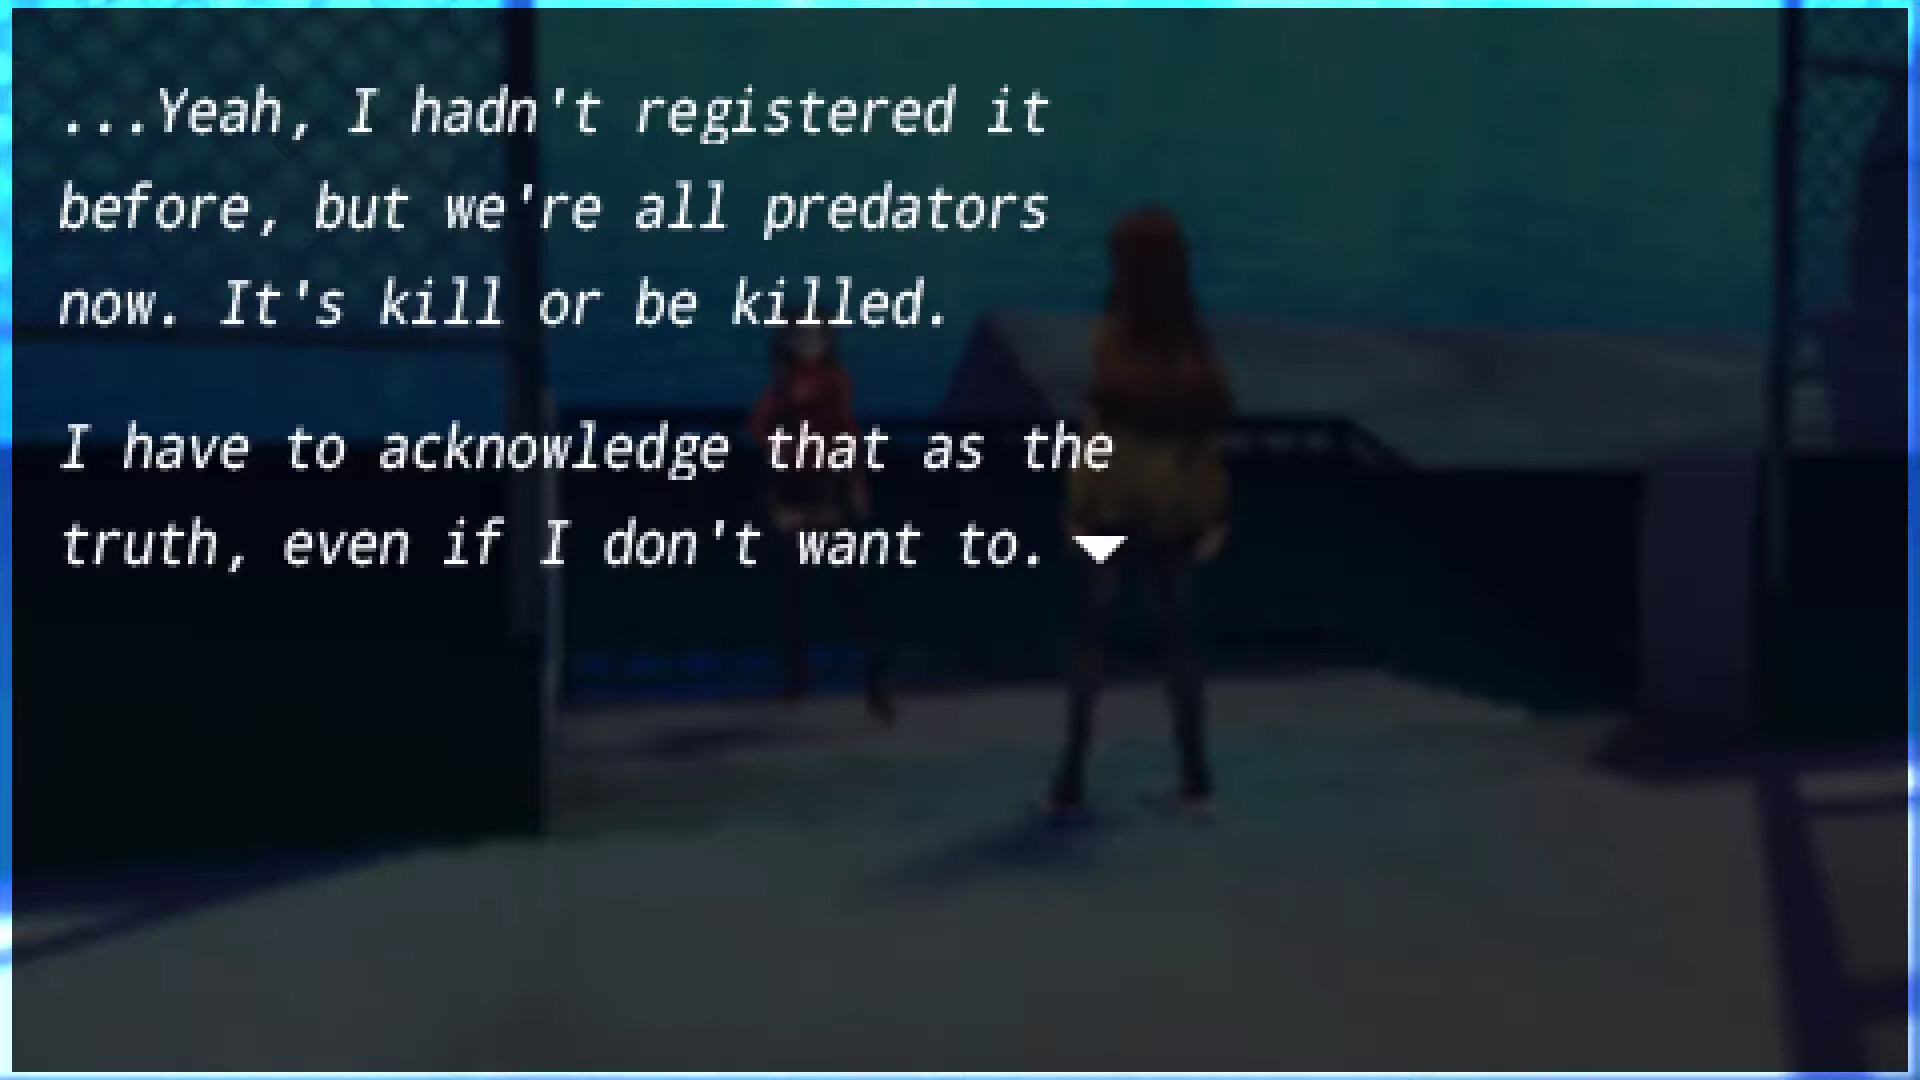 ...Yeah, I hadn't registered it
before, but we're all predators
now. It's kill or be killed.
I have to acknowledge that as the
truth, even if I don't want to.